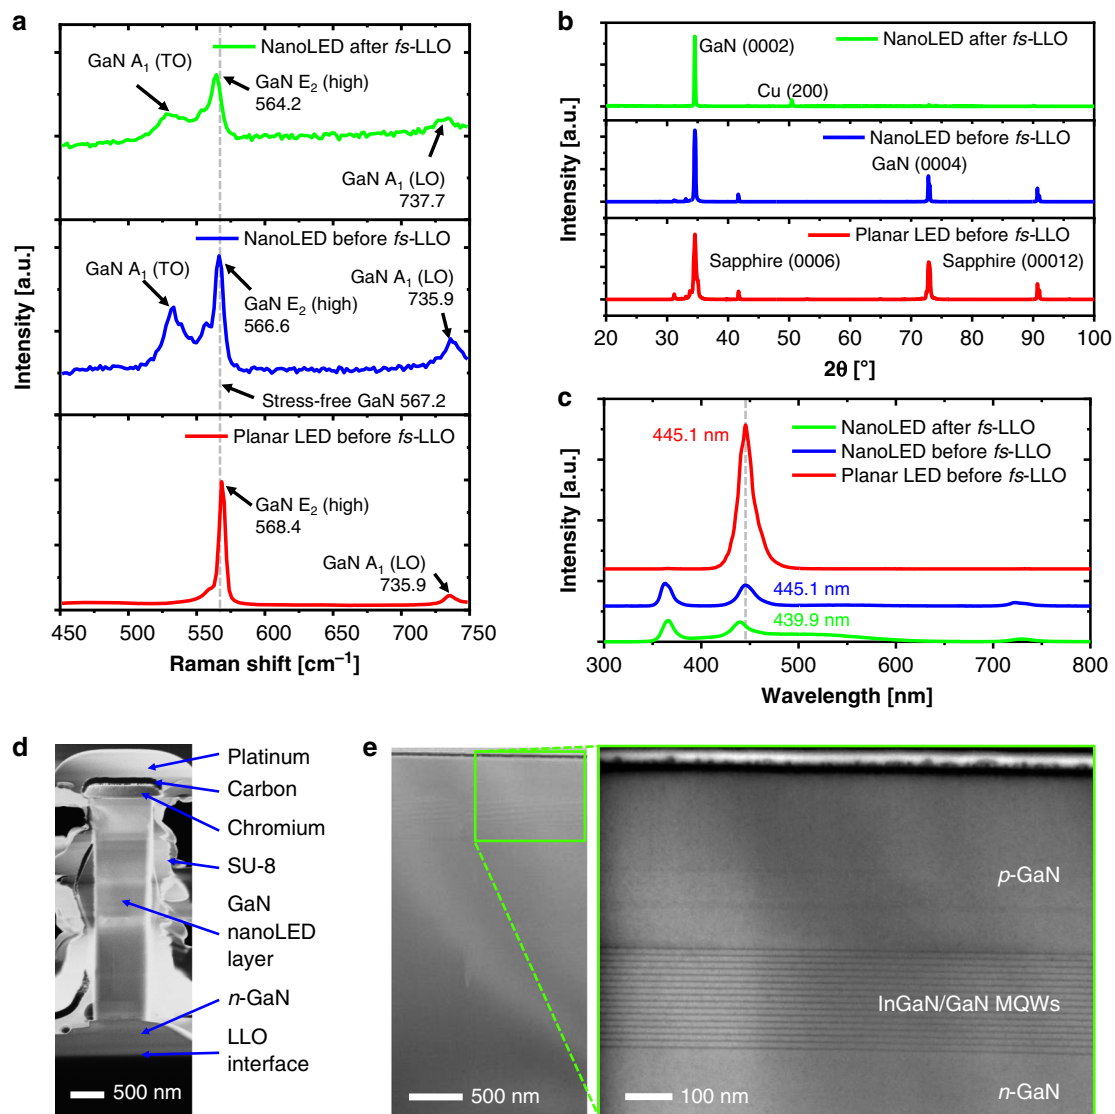 a
NanoLED after fs-LLO
GaN A1 (TO)
GaN E2 (high)
564.2
GaN A1 (LO)
737.7
NanoLED before fs-LLO
GaN A1 (TO)
GaN A1 (LO)
735.9
GaN E2 (high)
566.6
Stress-free GaN 567.2
Planar LED before fs-LLO
GaN E2 (high)
568.4
GaN A1 (LO)
735.9
Intensity [a.u.]
450 500 550 600 650 700 750
Raman shift [cm–1]
b
GaN (0002)
NanoLED after fs-LLO
Cu (200)
NanoLED before fs-LLO
GaN (0004)
Planar LED before fs-LLO
Sapphire (0006)
Sapphire (00012)
Intensity [a.u.]
20 30 40 50 60 70 80 90 100
2θ [°]
c
445.1 nm
NanoLED after fs-LLO
NanoLED before fs-LLO
Planar LED before fs-LLO
445.1 nm
439.9 nm
Intensity [a.u.]
300 400 500 600 700 800
Wavelength [nm]
d
Platinum
Carbon
Chromium
SU-8
GaN
nanoLED
layer
n-GaN
LLO
interface
500 nm
e
p-GaN
InGaN/GaN MQWs
n-GaN
500 nm
100 nm